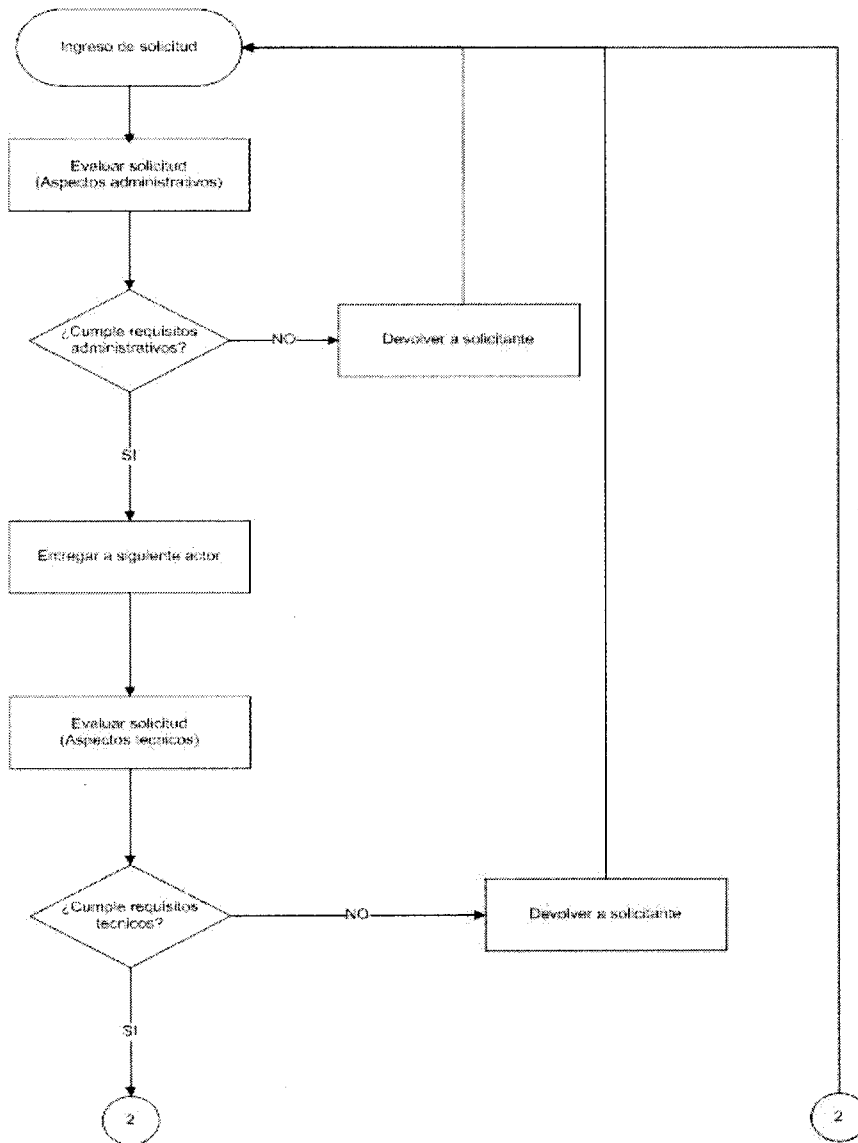 Ingreso de solicitud
Evaluar solicitud
(Aspectos administrativos)
¿Cumple requisitos
administrativos?
NO
Devolver a solicitante
SI
Entregar a siguiente actor
Evaluar solicitud
(Aspectos tecnicos)
¿Cumple requisitos
tecnicos?
NO
Devolver a solicitante
SI
2
2